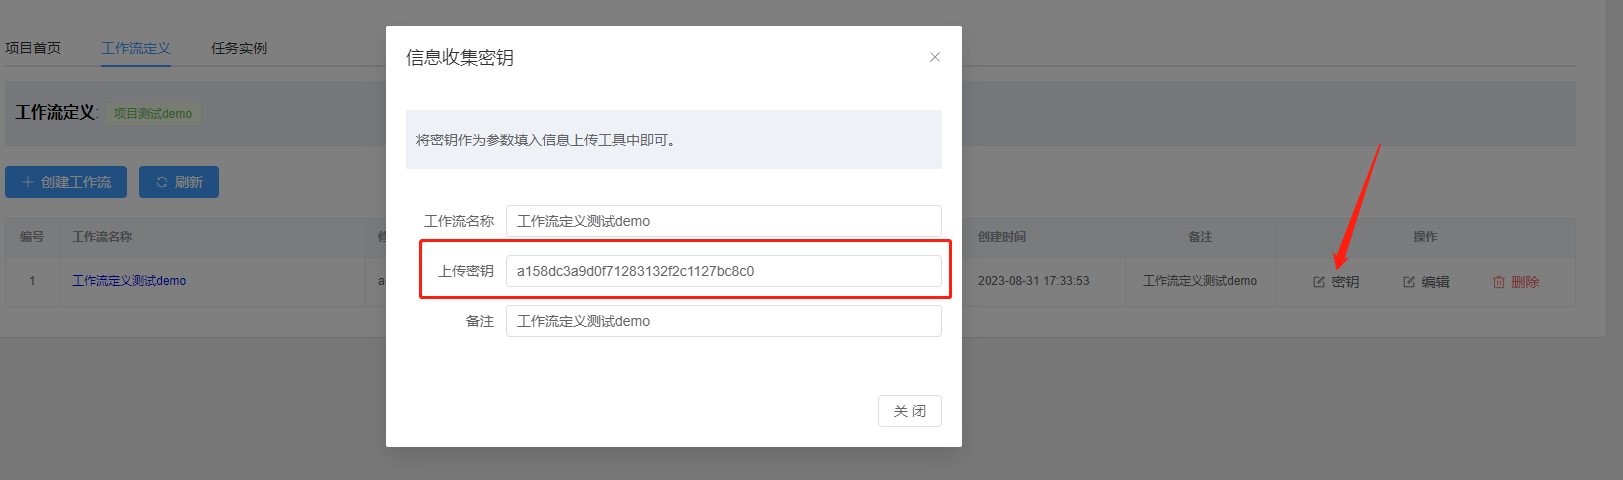 项目首页 工作流定义 任务实例
信息收集密钥
工作流定义: 项目测试demo
将密钥作为参数填入信息上传工具中即可。
创建工作流 刷新
工作流名称 工作流定义测试demo
编号 工作流名称 创建时间 备注 操作
上传密钥 a158dc3a9d0f71283132f2c1127bc8c0
1 工作流定义测试demo a 2023-08-31 17:33:53 工作流定义测试demo 密钥 编辑 删除
备注 工作流定义测试demo
关 闭